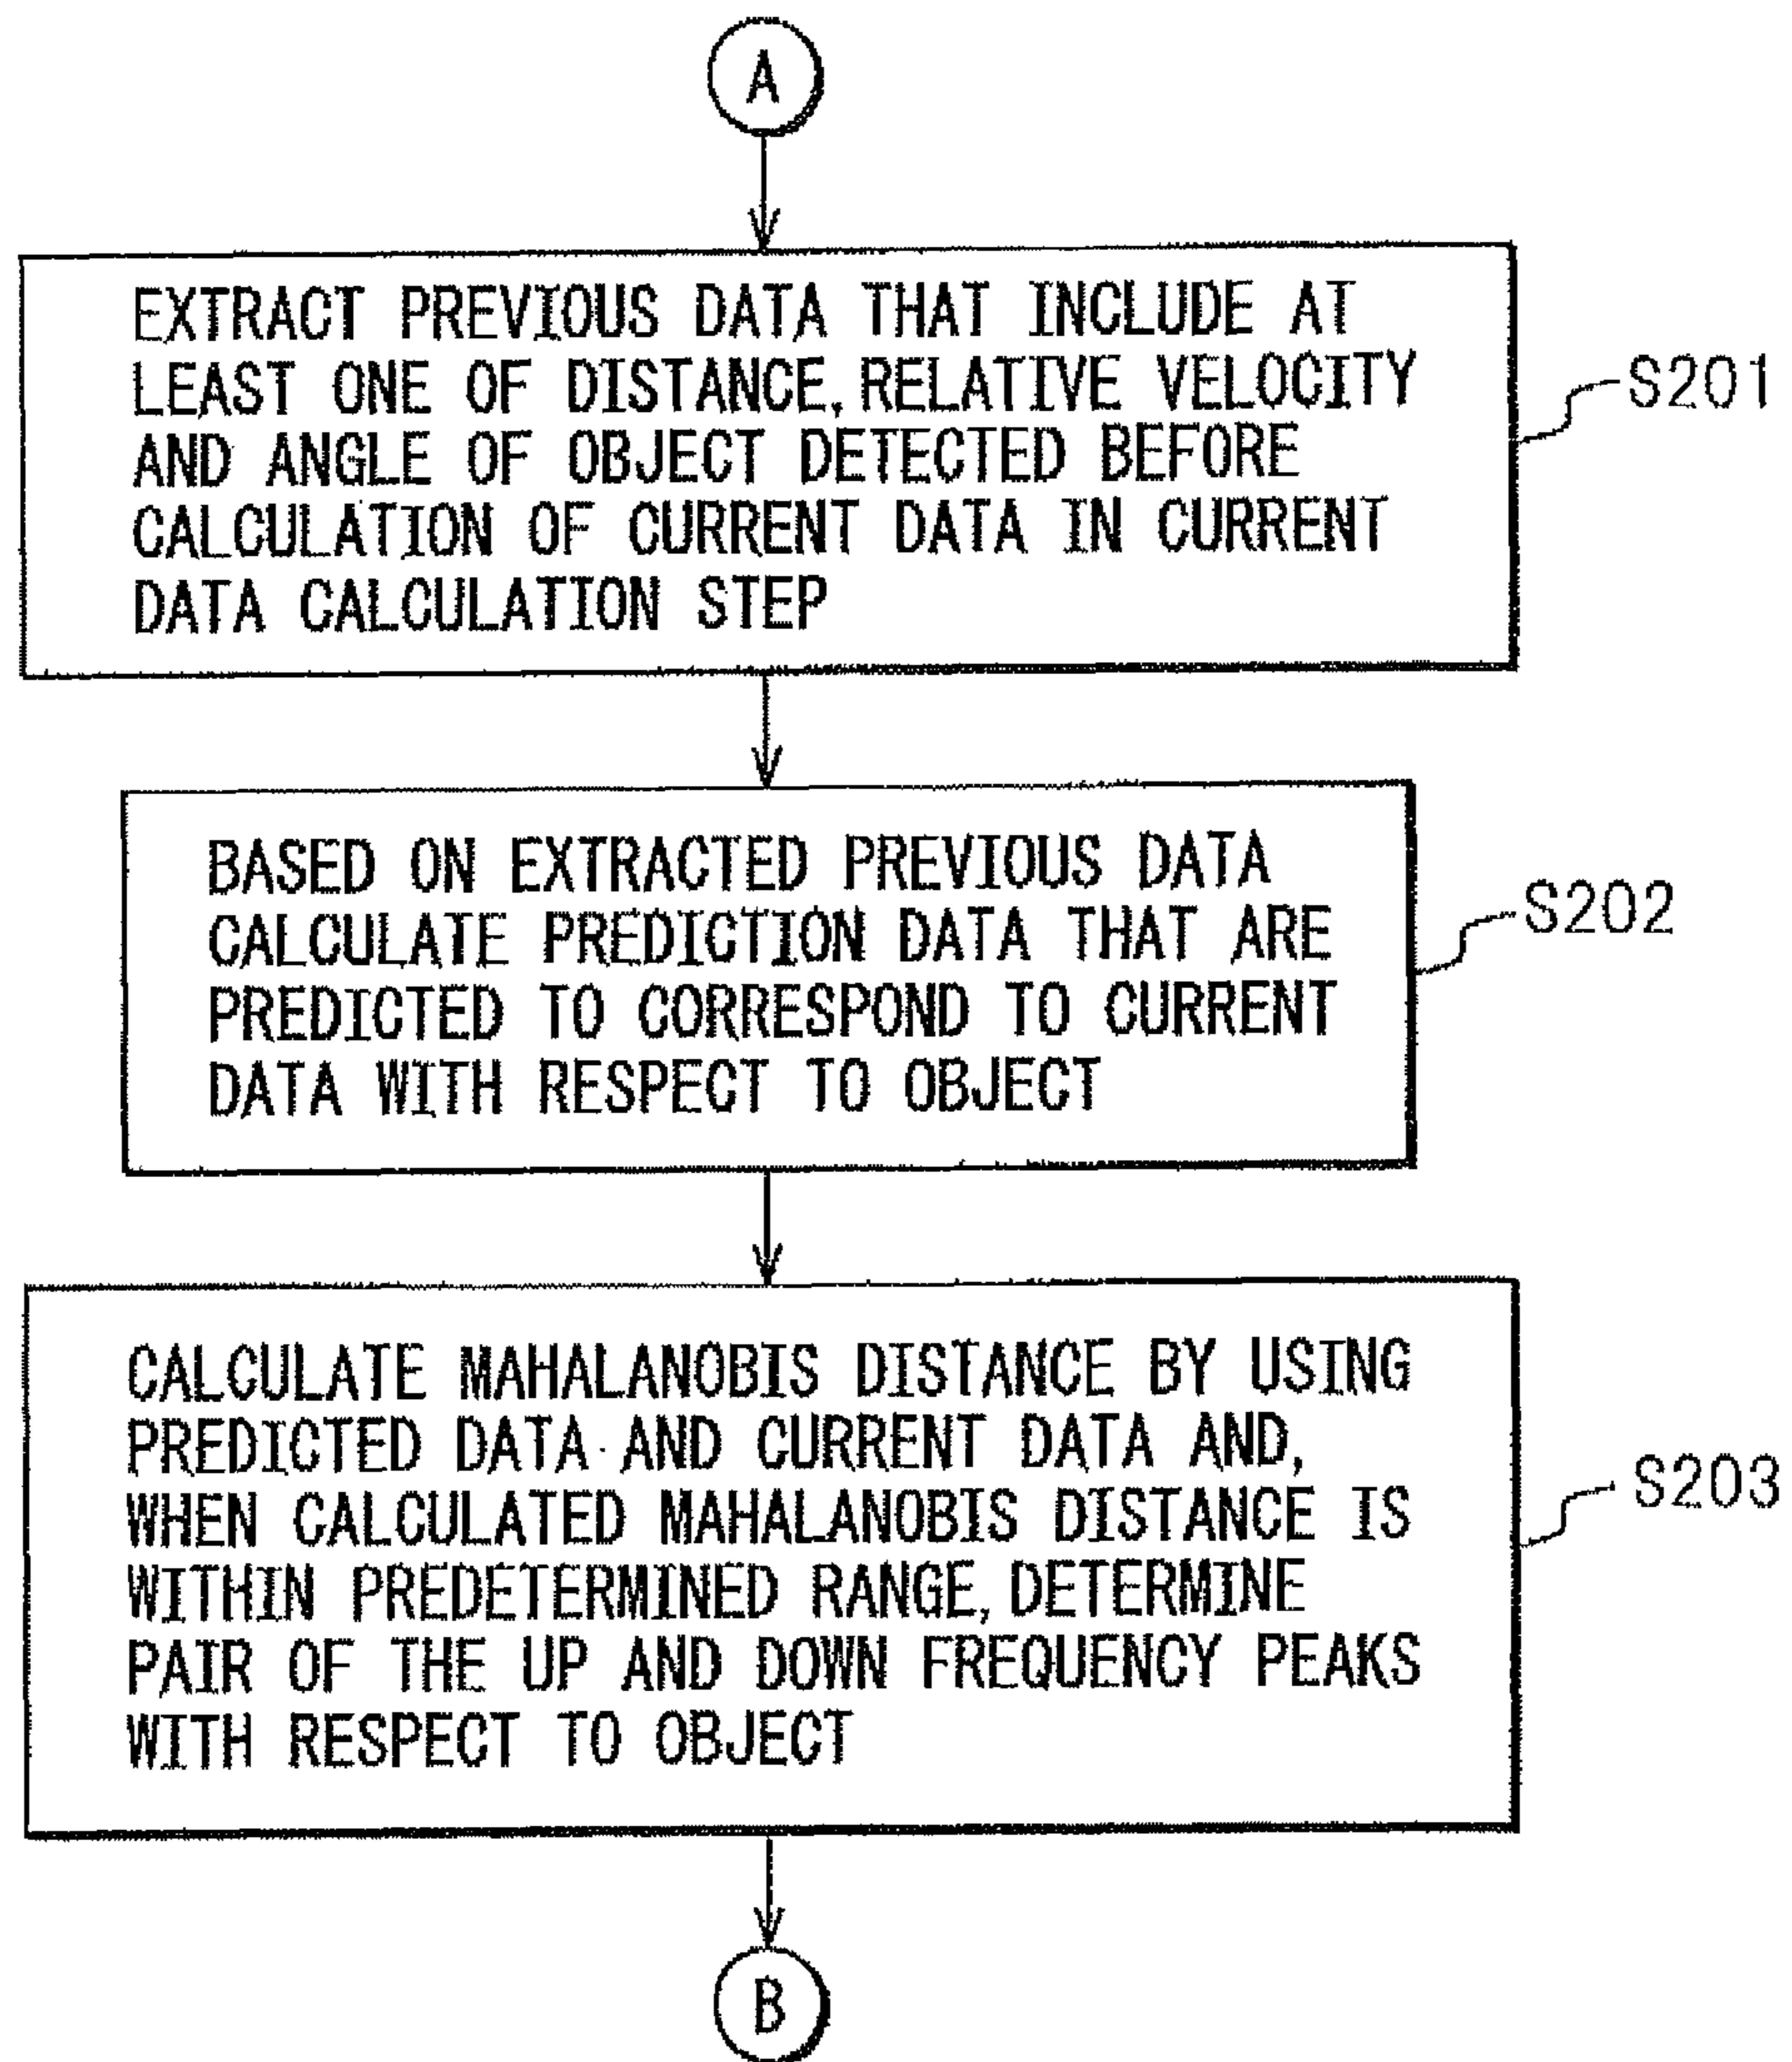 A
EXTRACT PREVIOUS DATA THAT INCLUDE AT
LEAST ONE OF DISTANCE, RELATIVE VELOCITY
AND ANGLE OF OBJECT DETECTED BEFORE
CALCULATION OF CURRENT DATA IN CURRENT
DATA CALCULATION STEP
S201
BASED ON EXTRACTED PREVIOUS DATA
CALCULATE PREDICTION DATA THAT ARE
PREDICTED TO CORRESPOND TO CURRENT
DATA WITH RESPECT TO OBJECT
S202
CALCULATE MAHALANOBIS DISTANCE BY USING
PREDICTED DATA AND CURRENT DATA AND,
WHEN CALCULATED MAHALANOBIS DISTANCE IS
WITHIN PREDETERMINED RANGE, DETERMINE
PAIR OF THE UP AND DOWN FREQUENCY PEAKS
WITH RESPECT TO OBJECT
S203
B